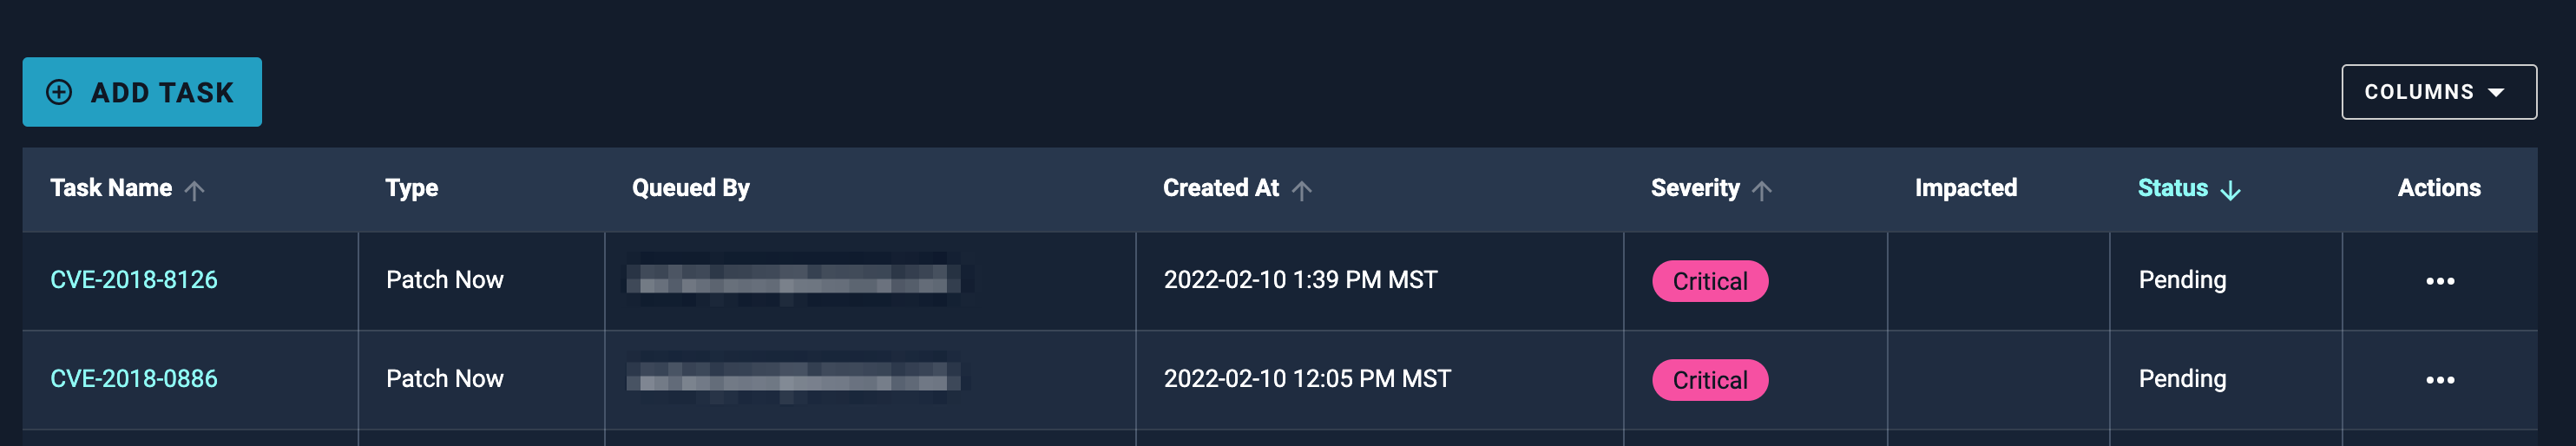 ADD TASK
COLUMNS
Task Name Type Queued By Created At Severity Impacted Status Actions
CVE-2018-8126 Patch Now 2022-02-10 1:39 PM MST Critical Pending
CVE-2018-0886 Patch Now 2022-02-10 12:05 PM MST Critical Pending